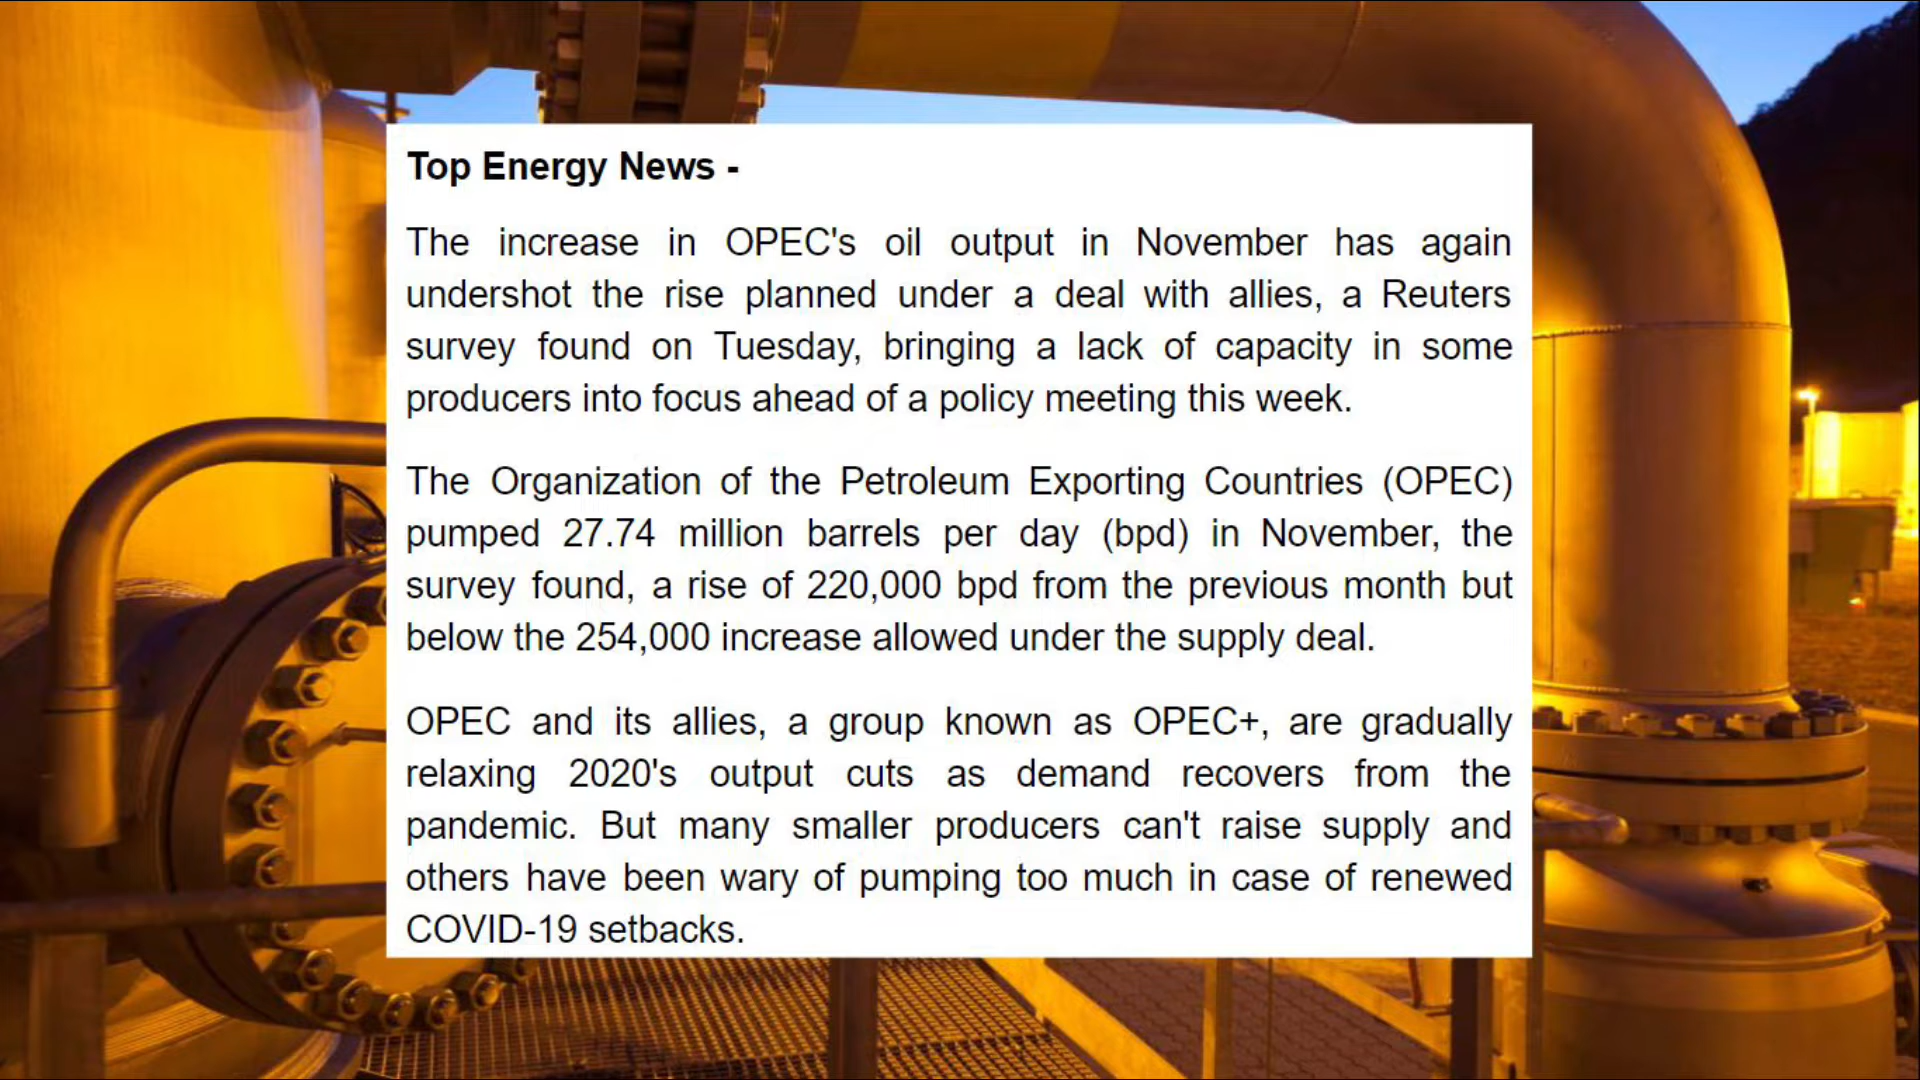 Top Energy News -
The increase in OPEC's oil output in November has again
undershot the rise planned under a deal with allies, a Reuters
survey found on Tuesday, bringing a lack of capacity in some
producers into focus ahead of a policy meeting this week.
The Organization of the Petroleum Exporting Countries (OPEC)
pumped 27.74 million barrels per day (bpd) in November, the
survey found, a rise of 220,000 bpd from the previous month but
below the 254,000 increase allowed under the supply deal.
OPEC and its allies, a group known as OPEC+, are gradually
relaxing 2020's output cuts as demand recovers from the
pandemic. But many smaller producers can't raise supply and
others have been wary of pumping too much in case of renewed
COVID-19 setbacks.